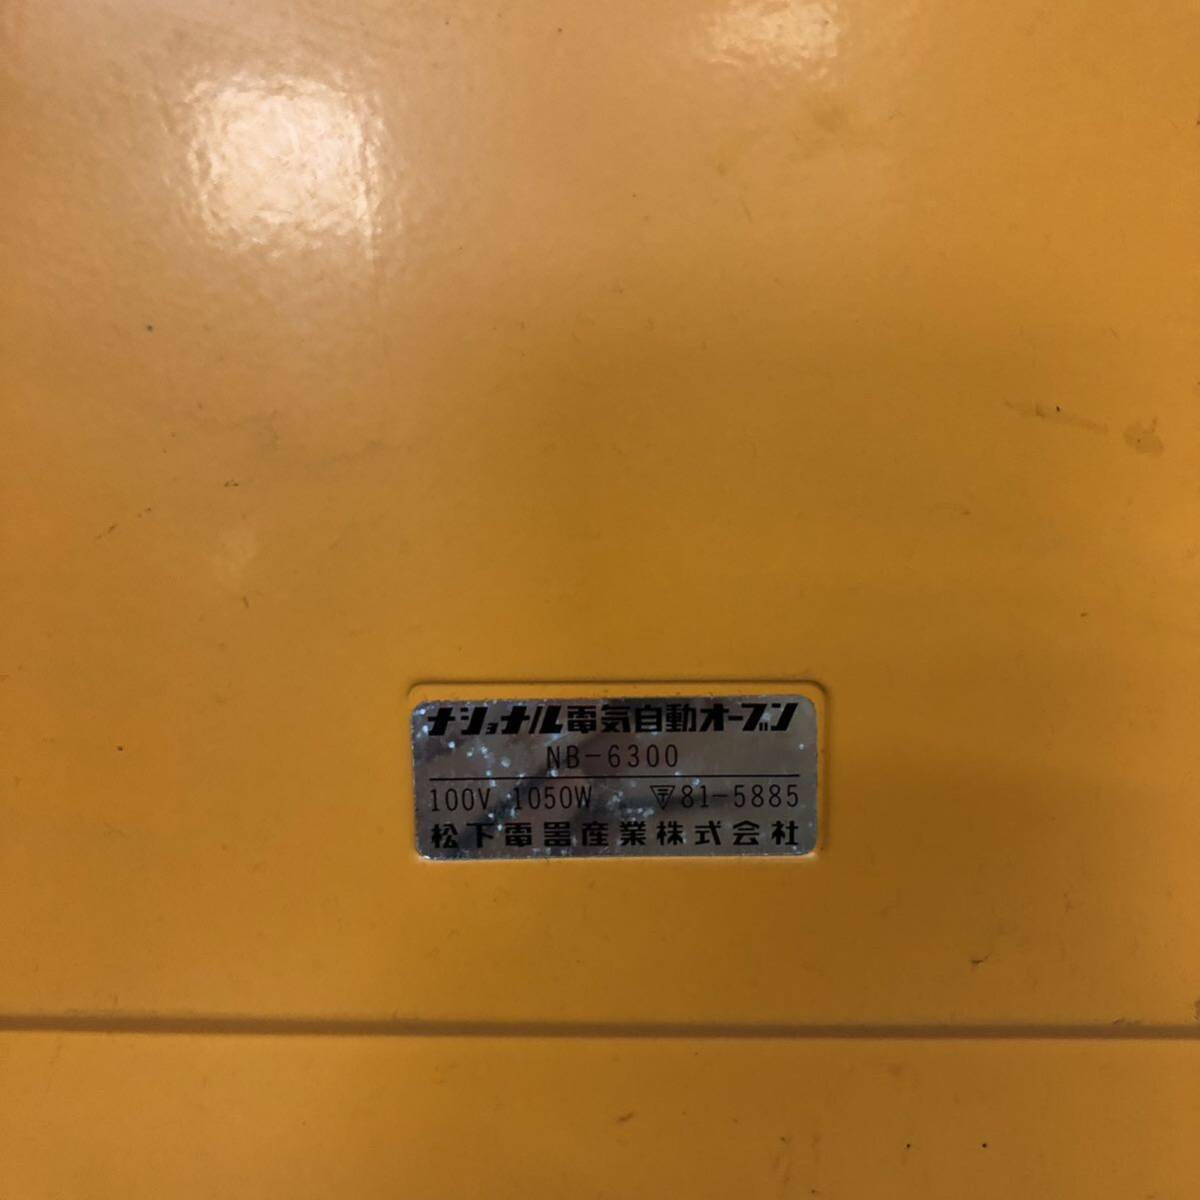 ナショナル電気自動オーブン
NB-6300
100V 1050W 81-5885
松下電器産業株式会社